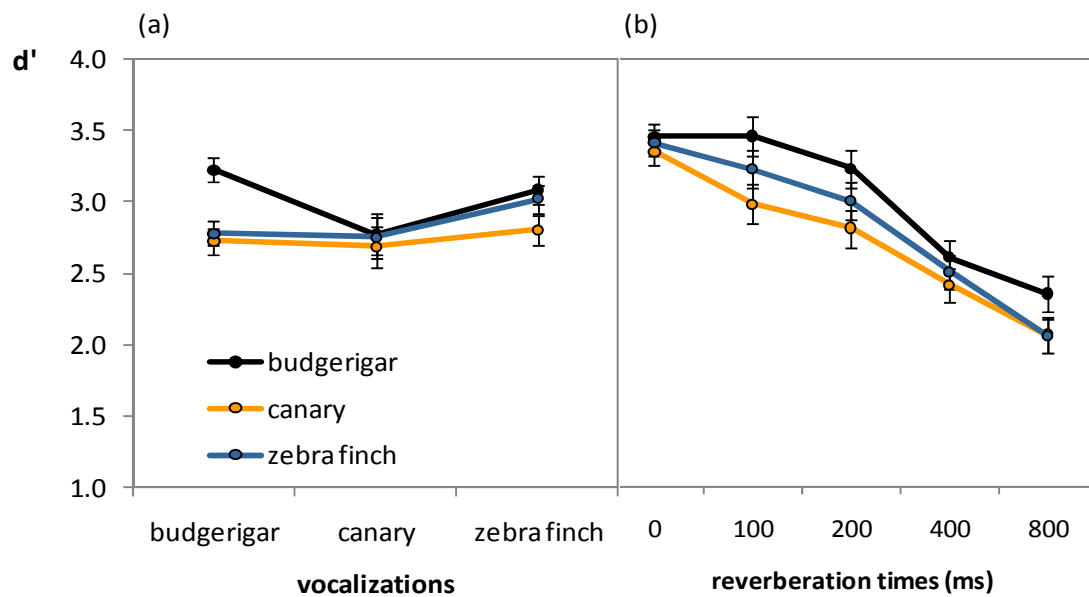 (a)
(b)
d'
4.0
3.5
3.0
2.5
2.0
1.5
1.0
budgerigar
canary
zebra finch
budgerigar canary zebra finch
vocalizations
0 100 200 400 800
reverberation times (ms)